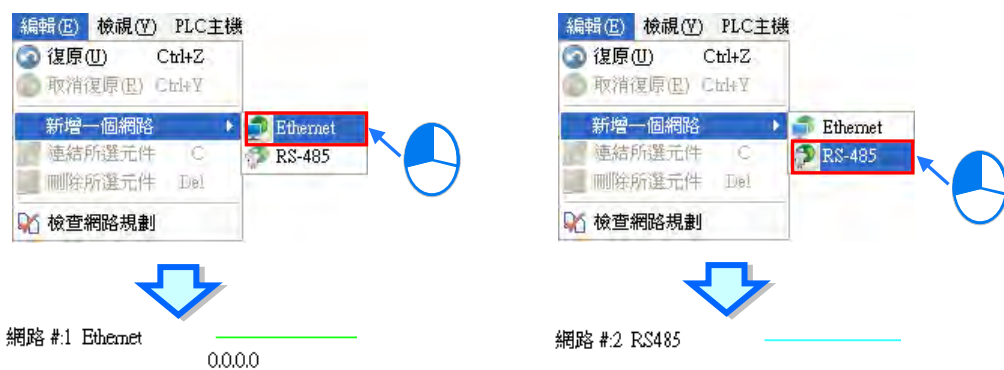 編輯(E) 檢視(V) PLC主機
復原(U) Ctrl+Z
取消復原(R) Ctrl+Y
新增一個網路
Ethernet
RS-485
連結所選元件 C
刪除所選元件 Del
檢查網路規劃
網路 #:1 Ethernet
0.0.0.0
編輯(E) 檢視(V) PLC主機
復原(U) Ctrl+Z
取消復原(R) Ctrl+Y
新增一個網路
Ethernet
RS-485
連結所選元件 C
刪除所選元件 Del
檢查網路規劃
網路 #:2 RS485